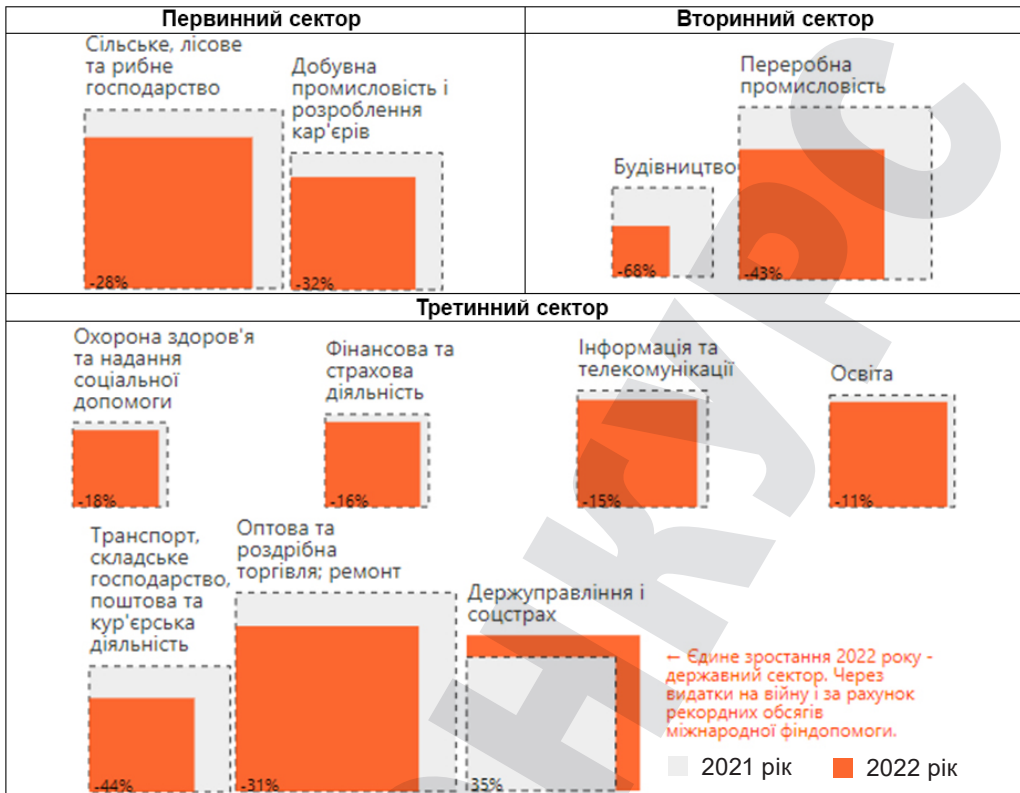 Первинний сектор
Вторинний сектор
Сільське, лісове
та рибне
господарство
Добувна
промисловість і
розроблення
кар'єрів
-28%
-32%
Переробна
промисловість
Будівництво
-68%
-43%
Третинний сектор
Охорона здоров'я
та надання
соціальної
допомоги
Фінансова та
страхова
діяльність
Інформація та
телекомунікації
Освіта
-18%
-16%
-15%
-11%
Транспорт,
складське
господарство,
поштова та
кур'єрська
діяльність
Оптова та
роздрібна
торгівля; ремонт
Держуправління і
соцстрах
← Єдине зростання 2022 року -
державний сектор. Через
видатки на війну і за рахунок
рекордних обсягів
міжнародної фіндопомоги.
-44%
-31%
35%
2021 рік
2022 рік